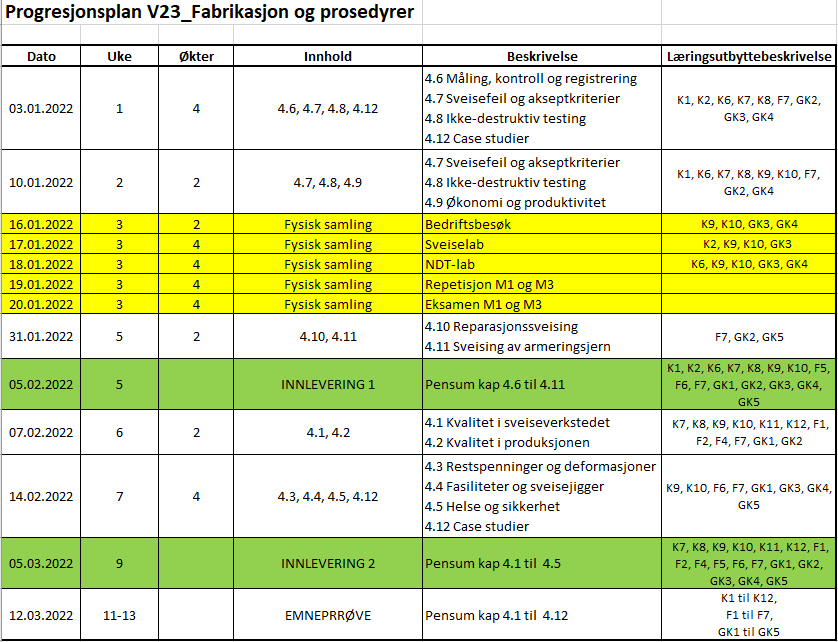 Progresjonsplan V23_Fabrikasjon og prosedyrer
Dato Uke Økter Innhold Beskrivelse Læringsutbyttebeskrivelse
03.01.2022 1 4 4.6, 4.7, 4.8, 4.12
4.6 Måling, kontroll og registrering
4.7 Sveisefeil og akseptkriterier
4.8 Ikke-destruktiv testing
4.12 Case studier
K1, K2, K6, K7, K8, F7, GK2,
GK3, GK4
10.01.2022 2 2 4.7, 4.8, 4.9
4.7 Sveisefeil og akseptkriterier
4.8 Ikke-destruktiv testing
4.9 Økonomi og produktivitet
K1, K6, K7, K8, K9, K10, F7,
GK2, GK4
16.01.2022 3 2 Fysisk samling Bedriftsbesøk K9, K10, GK3, GK4
17.01.2022 3 4 Fysisk samling Sveiselab K2, K9, K10, GK3
18.01.2022 3 4 Fysisk samling NDT-lab K6, K9, K10, GK3, GK4
19.01.2022 3 4 Fysisk samling Repetisjon M1 og M3
20.01.2022 3 4 Fysisk samling Eksamen M1 og M3
31.01.2022 5 2 4.10, 4.11
4.10 Reparasjonssveising
4.11 Sveising av armeringsjern
F7, GK2, GK5
05.02.2022 5 INNLEVERING 1 Pensum kap 4.6 til 4.11
K1, K2, K6, K7, K8, K9, K10, F5,
F6, F7, GK1, GK2, GK3, GK4,
GK5
07.02.2022 6 2 4.1, 4.2
4.1 Kvalitet i sveiseverkstedet
4.2 Kvalitet i produksjonen
K7, K8, K9, K10, K11, K12, F1,
F2, F4, F7, GK1, GK2
14.02.2022 7 4 4.3, 4.4, 4.5, 4.12
4.3 Restspenninger og deformasjoner
4.4 Fasiliteter og sveisejigger
4.5 Helse og sikkerhet
4.12 Case studier
K9, K10, F6, F7, GK1, GK3, GK4,
GK5
05.03.2022 9 INNLEVERING 2 Pensum kap 4.1 til 4.5
K7, K8, K9, K10, K11, K12, F1,
F2, F4, F5, F6, F7, GK1, GK2,
GK3, GK4, GK5
12.03.2022 11-13 EMNEPRRØVE Pensum kap 4.1 til 4.12
K1 til K12,
F1 til F7,
GK1 til GK5